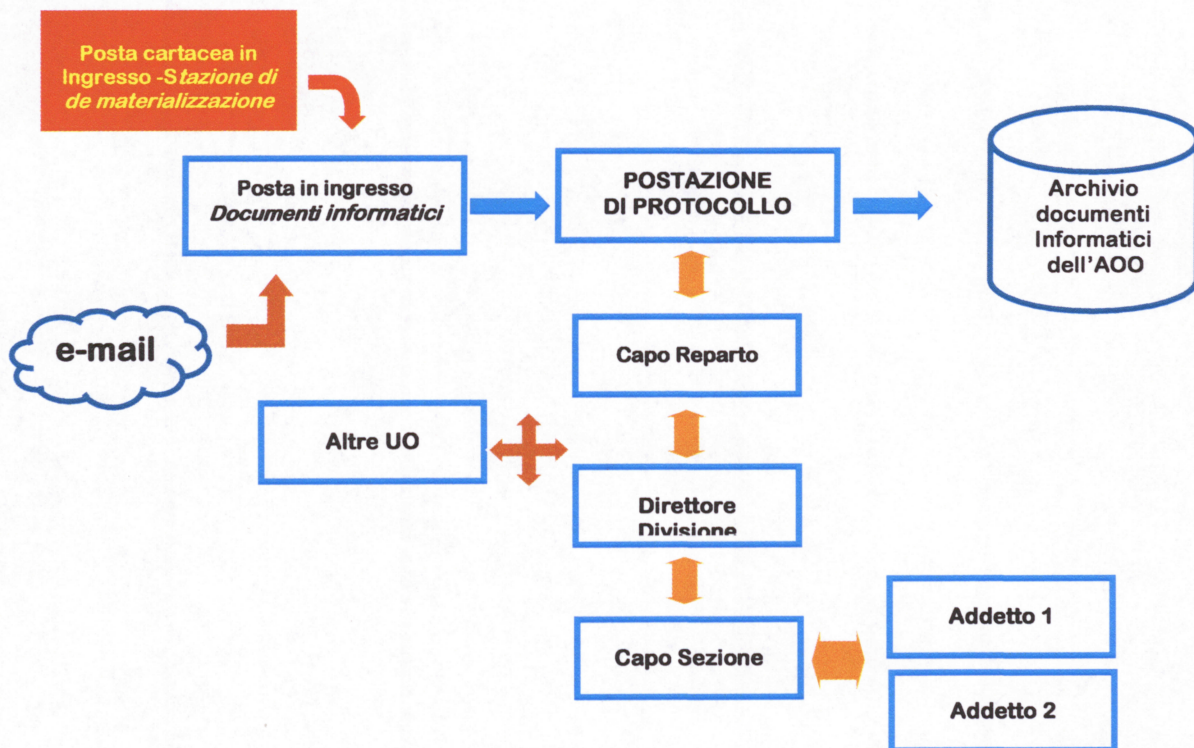 Posta cartacea in
Ingresso -Stazione di
de materializzazione
Posta in ingresso
Documenti informatici
POSTAZIONE
DI PROTOCOLLO
Archivio
documenti
Informatici
dell'AOO
e-mail
Capo Reparto
Altre UO
Direttore
Divisione
Capo Sezione
Addetto 1
Addetto 2